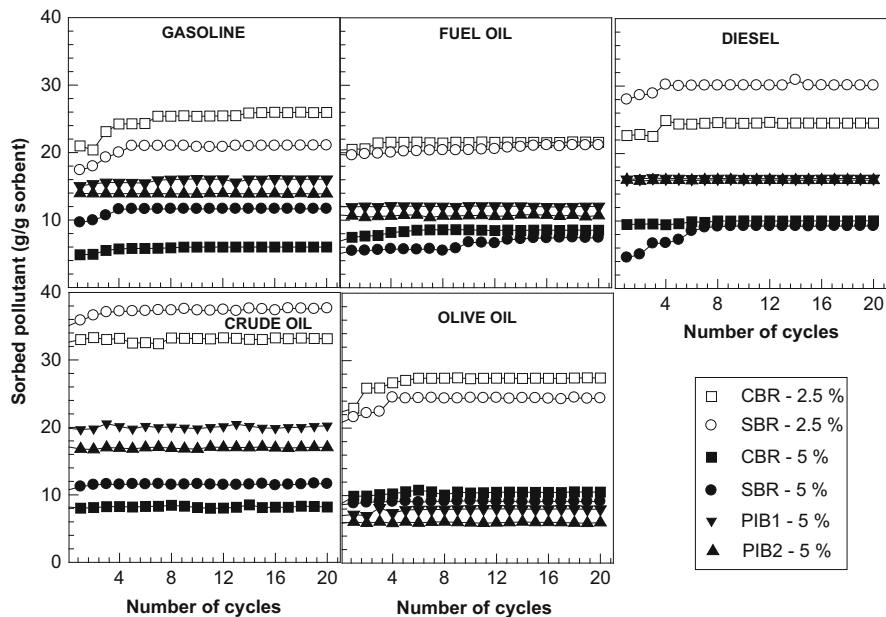 40
30
20
10
GASOLINE
FUEL OIL
DIESEL
4 8 12 16 20
Number of cycles
Sorbed pollutant (g/g sorbent)
40
30
20
10
0
CRUDE OIL
OLIVE OIL
4 8 12 16 20
4 8 12 16 20
Number of cycles
Number of cycles
CBR - 2.5 %
SBR - 2.5 %
CBR - 5 %
SBR - 5 %
PIB1 - 5 %
PIB2 - 5 %